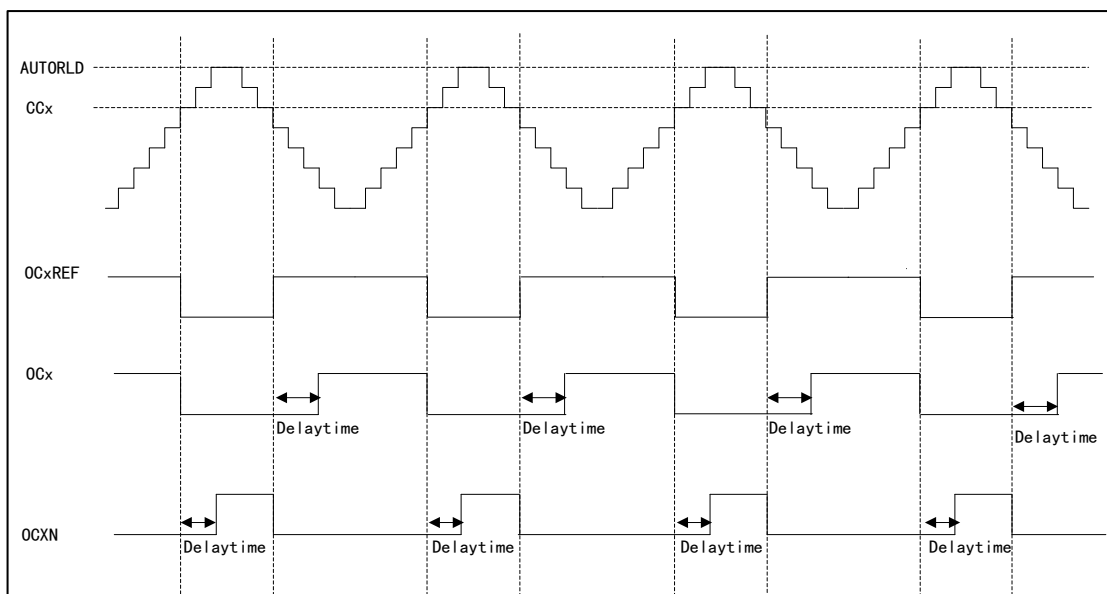 AUTORLD
CCx
OCxREF
OCx
Delaytime
Delaytime
Delaytime
Delaytime
OCXN
Delaytime
Delaytime
Delaytime
Delaytime